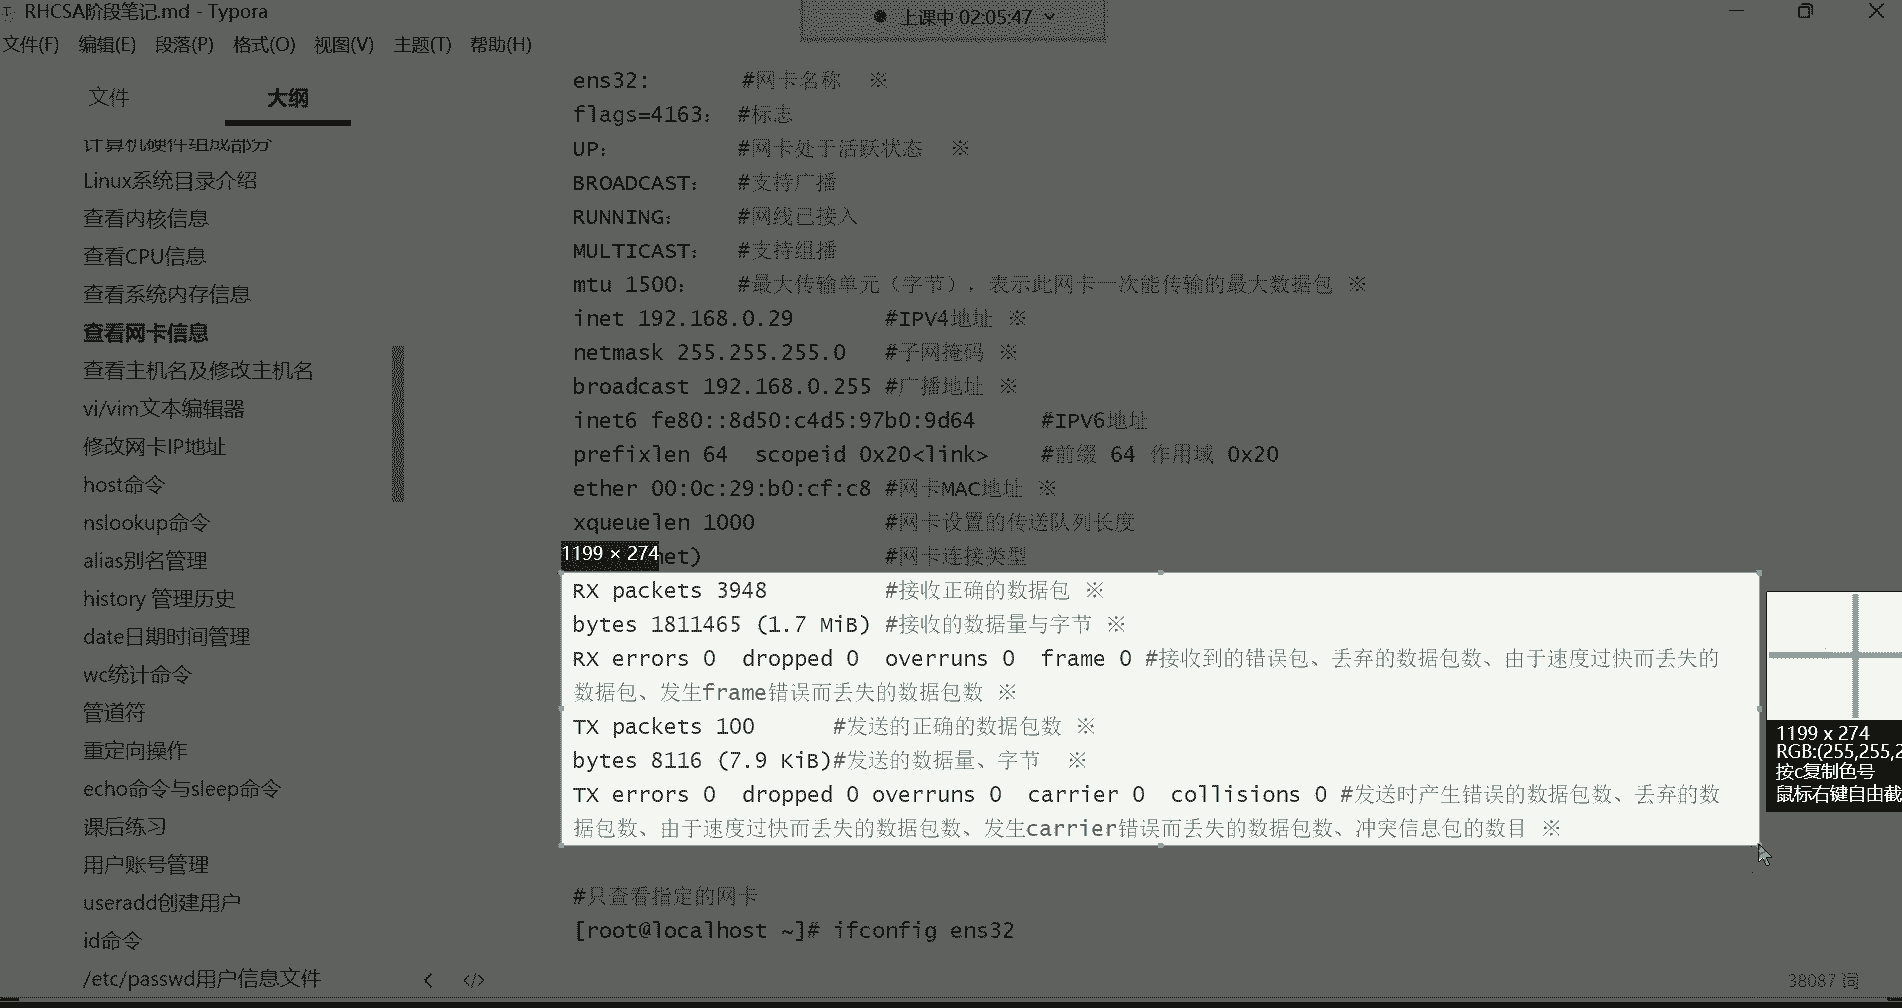 RHCSA阶段笔记.md - Typora
上课中 02:05:47
文件(F) 编辑(E) 段落(P) 格式(O) 视图(V) 主题(T) 帮助(H)
文件 大纲
计算机硬件组成部分
Linux系统目录介绍
查看内核信息
查看CPU信息
查看系统内存信息
查看网卡信息
查看主机名及修改主机名
vi/vim文本编辑器
修改网卡IP地址
host命令
nslookup命令
alias别名管理
history 管理历史
date日期时间管理
wc统计命令
管道符
重定向操作
echo命令与sleep命令
课后练习
用户账号管理
useradd创建用户
id命令
/etc/passwd用户信息文件
ens32: #网卡名称 ※
flags=4163： #标志
UP： #网卡处于活跃状态 ※
BROADCAST： #支持广播
RUNNING： #网线已接入
MULTICAST： #支持组播
mtu 1500： #最大传输单元（字节），表示此网卡一次能传输的最大数据包 ※
inet 192.168.0.29 #IPV4地址 ※
netmask 255.255.255.0 #子网掩码 ※
broadcast 192.168.0.255 #广播地址 ※
inet6 fe80::8d50:c4d5:97b0:9d64 #IPV6地址
prefixlen 64 scopeid 0x20<link> #前缀 64 作用域 0x20
ether 00:0c:29:b0:cf:c8 #网卡MAC地址 ※
xqueuelen 1000 #网卡设置的传送队列长度
1199 × 274
net) #网卡连接类型
RX packets 3948 #接收正确的数据包 ※
bytes 1811465 (1.7 MiB) #接收的数据量与字节 ※
RX errors 0 dropped 0 overruns 0 frame 0 #接收到的错误包、丢弃的数据包数、由于速度过快而丢失的
数据包、发生frame错误而丢失的数据包数 ※
TX packets 100 #发送的正确的数据包数 ※
bytes 8116 (7.9 KiB)#发送的数据量、字节 ※
TX errors 0 dropped 0 overruns 0 carrier 0 collisions 0 #发送时产生错误的数据包数、丢弃的数
据包数、由于速度过快而丢失的数据包数、发生carrier错误而丢失的数据包数、冲突信息包的数目 ※
#只查看指定的网卡
[root@localhost ~]# ifconfig ens32
1199 x 274
RGB:(255,255,2
按c复制色号
鼠标右键自由截
</> 38087 词